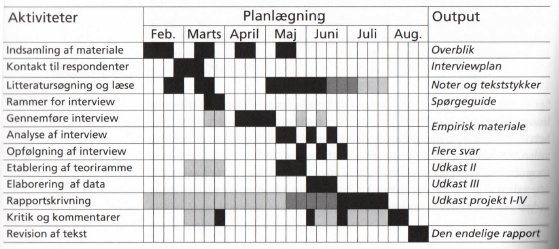 Aktiviteter Planlægning Output
Feb. Marts April Maj Juni Juli Aug.
Indsamling af materiale Overblik
Kontakt til respondenter Interviewplan
Litteratursøgning og læse Noter og tekststykker
Rammer for interview Spørgeguide
Gennemføre interview
Empirisk materiale
Analyse af interview
Opfølgning af interview Flere svar
Etablering af teoriramme Udkast II
Elaborering af data Udkast III
Rapportskrivning Udkast projekt I-IV
Kritik og kommentarer
Revision af tekst Den endelige rapport